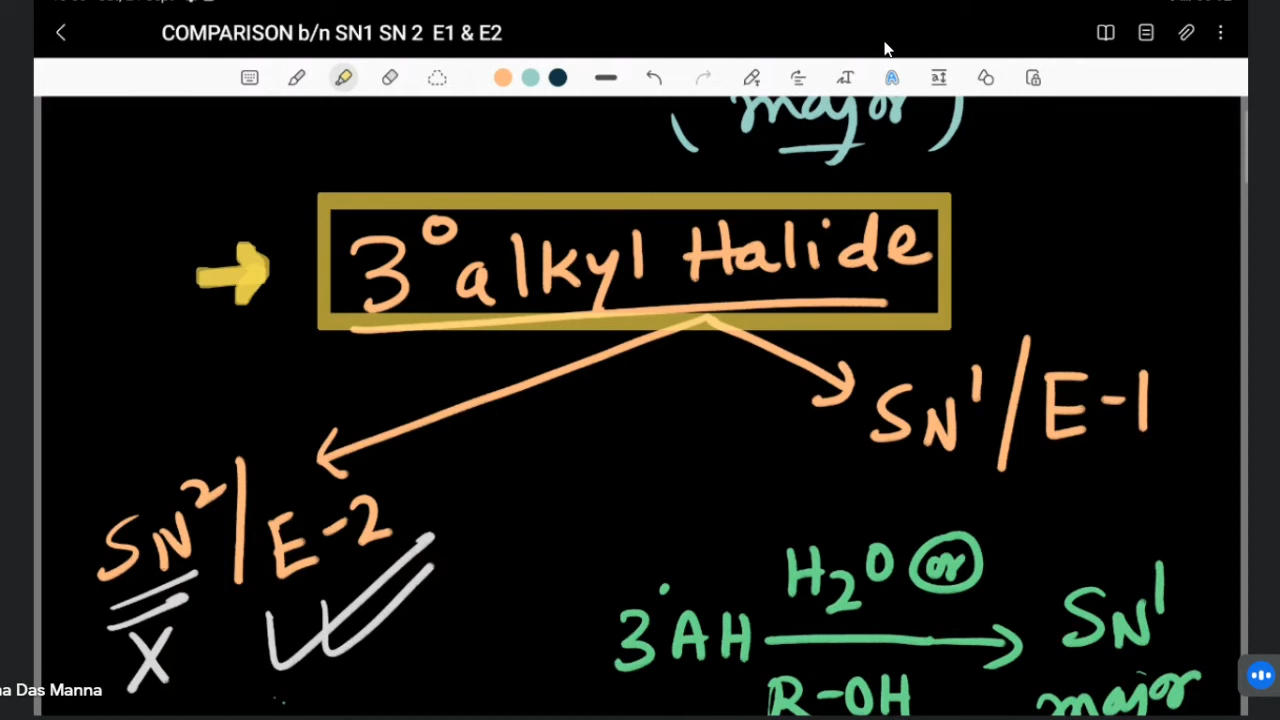 COMPARISON b/n SN1 SN 2 E1 & E2
(major)
3° alkyl Halide
SN1/E-1
SN2/E-2
X
H2O or
3°AH
SN1
R-OH
major
a Das Manna